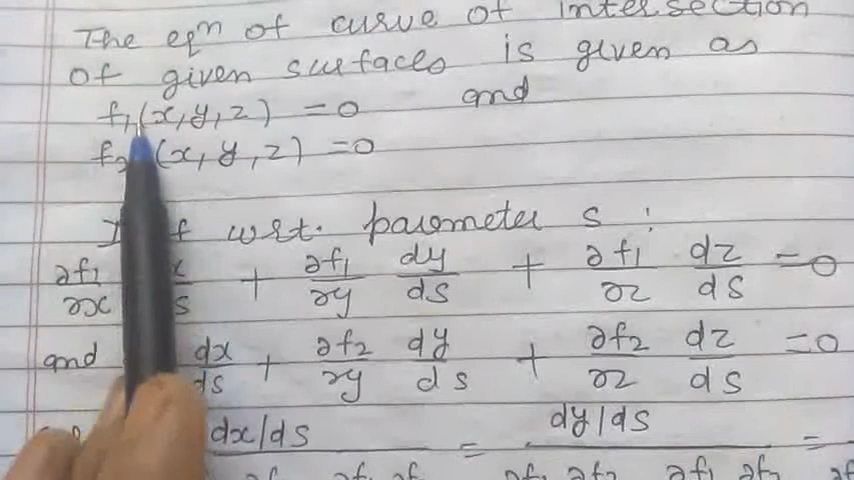 The eqn of curve of intersection
of given surfaces is given as
f₁(x, y, z) = 0 and
f₂ (x, y, z) = 0
w.r.t. parameter s :
∂f₁/∂x + ∂f₁/∂y dy/ds + ∂f₁/∂z dz/ds = 0
and dx/ds + ∂f₂/∂y dy/ds + ∂f₂/∂z dz/ds = 0
dx/ds = dy/ds =